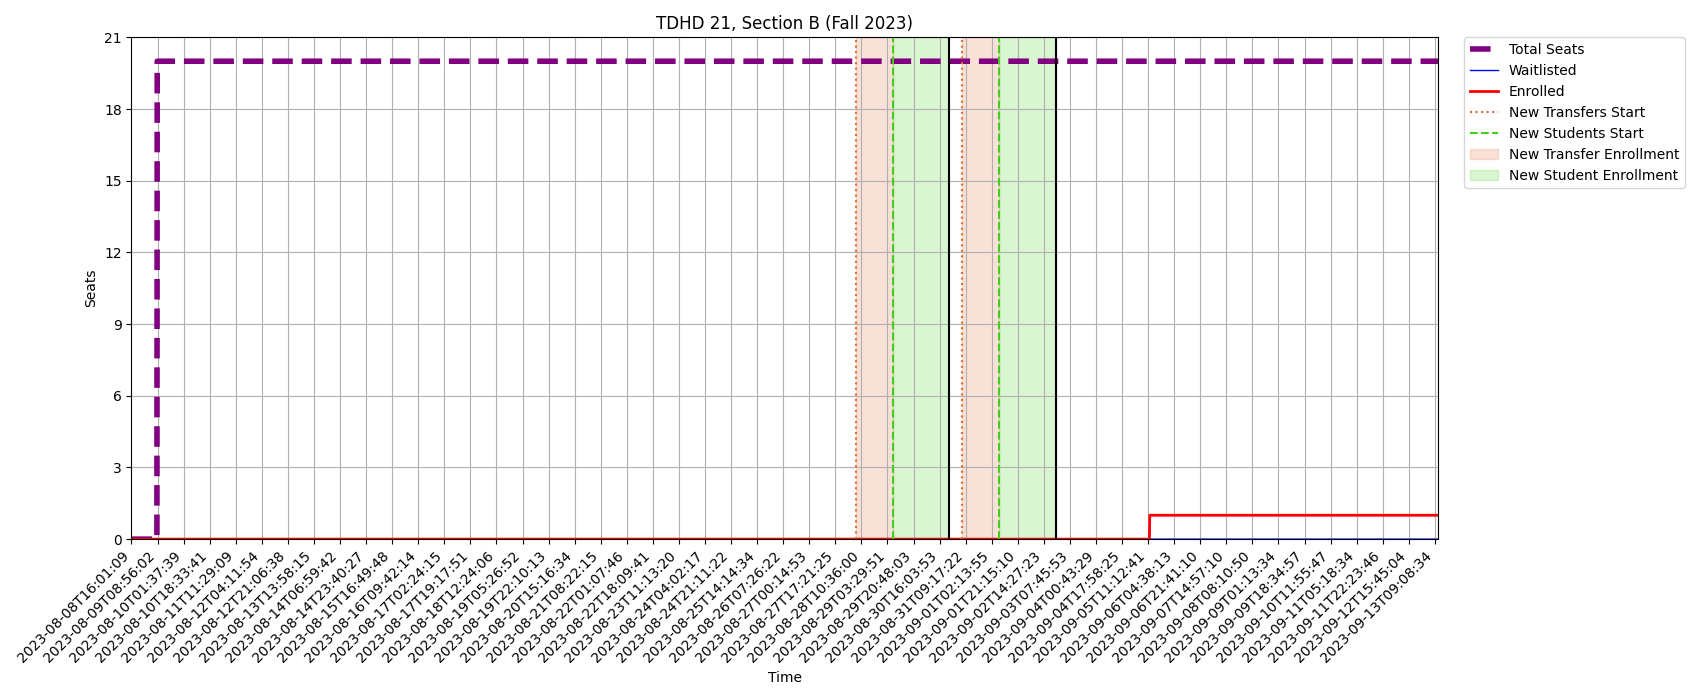 TDHD 21, Section B (Fall 2023)
21
18
15
12
9
6
3
0
Seats
Total Seats
Waitlisted
Enrolled
New Transfers Start
New Students Start
New Transfer Enrollment
New Student Enrollment
2023-08-08T16:01:09
2023-08-09T08:56:02
2023-08-10T01:37:39
2023-08-10T18:33:41
2023-08-11T11:29:09
2023-08-12T04:11:54
2023-08-12T21:06:38
2023-08-13T13:58:15
2023-08-14T06:59:42
2023-08-14T23:40:27
2023-08-15T16:49:48
2023-08-16T09:42:14
2023-08-17T02:24:15
2023-08-17T19:17:51
2023-08-18T12:24:06
2023-08-19T05:26:52
2023-08-19T22:10:13
2023-08-20T15:16:34
2023-08-21T08:22:15
2023-08-22T01:07:46
2023-08-22T18:09:41
2023-08-23T11:13:20
2023-08-24T04:02:17
2023-08-24T21:11:22
2023-08-25T14:14:34
2023-08-26T07:26:22
2023-08-27T00:14:53
2023-08-27T17:21:25
2023-08-28T10:36:00
2023-08-29T03:29:51
2023-08-29T20:48:03
2023-08-30T16:03:53
2023-08-31T09:17:22
2023-09-01T02:13:55
2023-09-01T21:15:10
2023-09-02T14:27:23
2023-09-03T07:45:53
2023-09-04T00:43:29
2023-09-04T17:58:25
2023-09-05T11:12:41
2023-09-06T04:38:13
2023-09-06T21:41:10
2023-09-07T14:57:10
2023-09-08T08:10:50
2023-09-09T01:13:34
2023-09-09T18:34:57
2023-09-10T11:55:47
2023-09-11T05:18:34
2023-09-11T22:23:46
2023-09-12T15:45:04
2023-09-13T09:08:34
Time